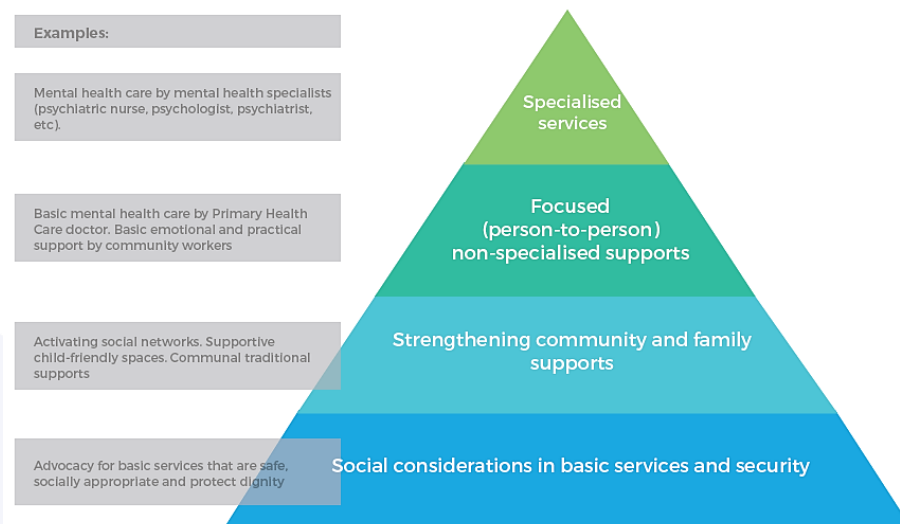 Examples:
Mental health care by mental health specialists
(psychiatric nurse, psychologist, psychiatrist,
etc).
Specialised
services
Basic mental health care by Primary Health
Care doctor. Basic emotional and practical
support by community workers
Focused
(person-to-person)
non-specialised supports
Activating social networks. Supportive
child-friendly spaces. Communal traditional
supports
Strengthening community and family
supports
Advocacy for basic services that are safe,
socially appropriate and protect dignity
Social considerations in basic services and security